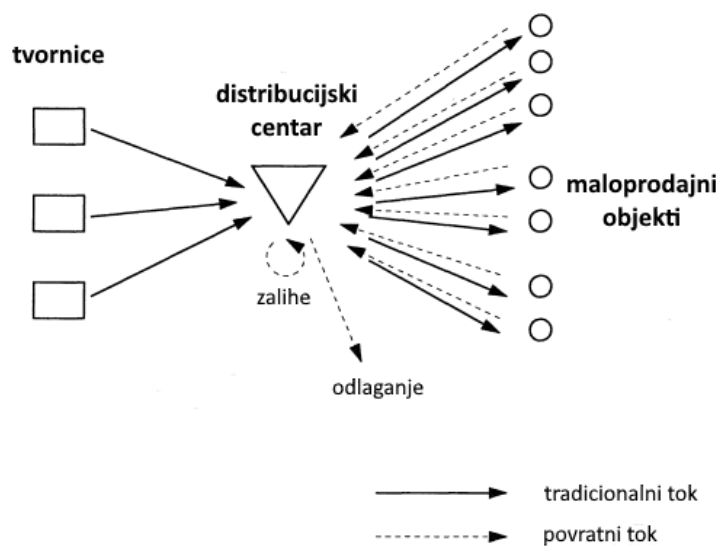 tvornice
distribucijski
centar
maloprodajni
objekti
zalihe
odlaganje
tradicionalni tok
povratni tok